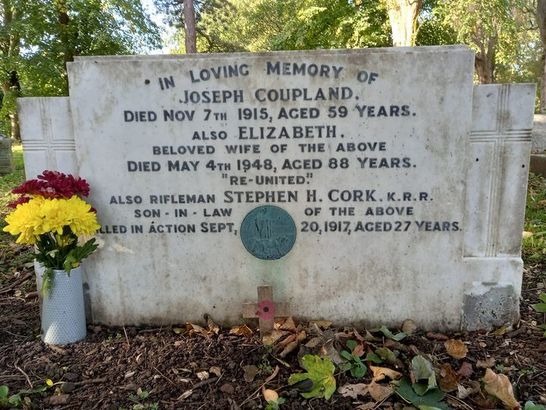 IN LOVING MEMORY OF
JOSEPH COUPLAND.
DIED NOV 7TH 1915, AGED 59 YEARS.
ALSO ELIZABETH.
BELOVED WIFE OF THE ABOVE
DIED MAY 4TH 1948, AGED 88 YEARS.
"RE-UNITED."
ALSO RIFLEMAN STEPHEN H. CORK. K.R.R.
SON-IN-LAW OF THE ABOVE
LLED IN ACTION SEPT, 20, 1917, AGED 27 YEARS.